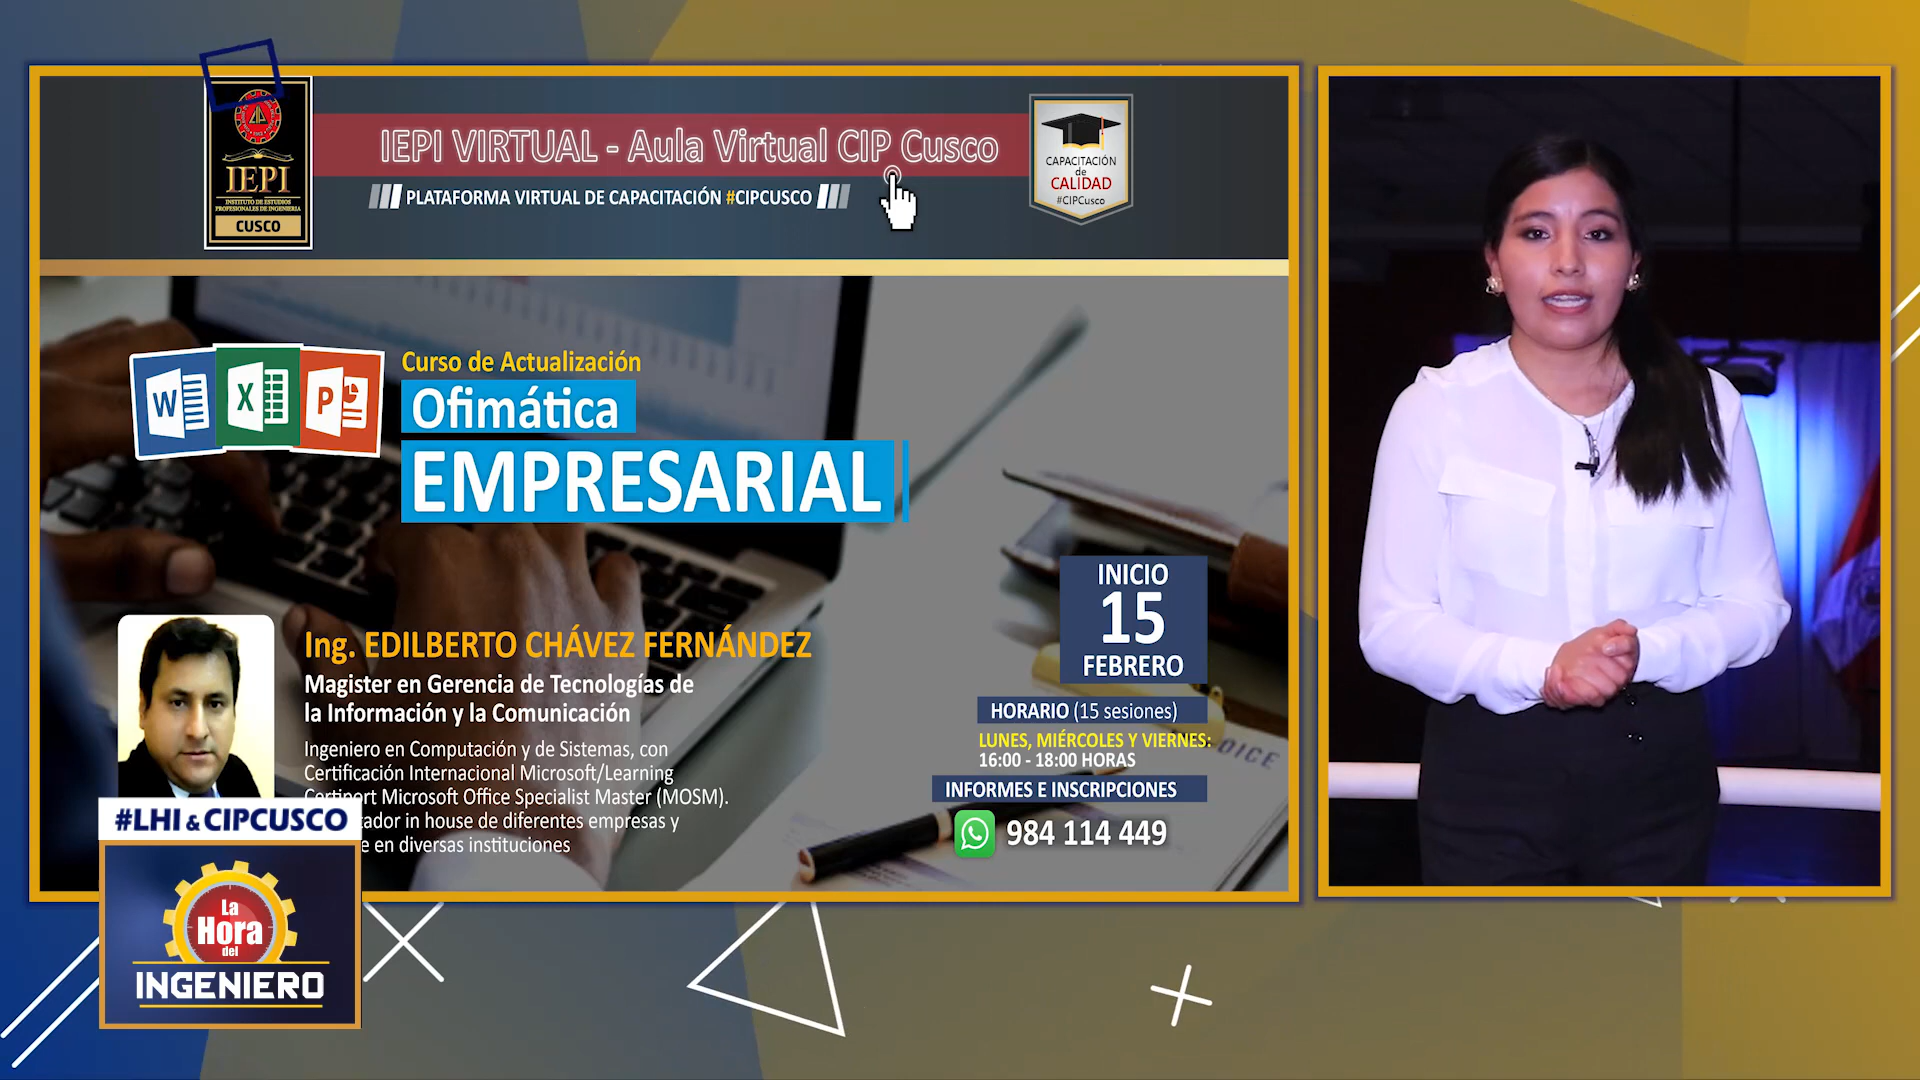 IEPI
INSTITUTO DE ESTUDIOS
PROFESIONALES DE INGENIERIA
CUSCO
IEPI VIRTUAL - Aula Virtual CIP Cusco
PLATAFORMA VIRTUAL DE CAPACITACIÓN #CIPCUSCO
CAPACITACIÓN
de
CALIDAD
#CIPCusco
W
X
P
Curso de Actualización
Ofimática
EMPRESARIAL
Ing. EDILBERTO CHÁVEZ FERNÁNDEZ
Magister en Gerencia de Tecnologías de
la Información y la Comunicación
Ingeniero en Computación y de Sistemas, con
Certificación Internacional Microsoft/Learning
Certiport Microsoft Office Specialist Master (MOSM).
in house de diferentes empresas y
en diversas instituciones
INICIO
15
FEBRERO
HORARIO (15 sesiones)
LUNES, MIÉRCOLES Y VIERNES:
16:00 - 18:00 HORAS
INFORMES E INSCRIPCIONES
984 114 449
#LHI & CIPCUSCO
La
Hora
del
INGENIERO